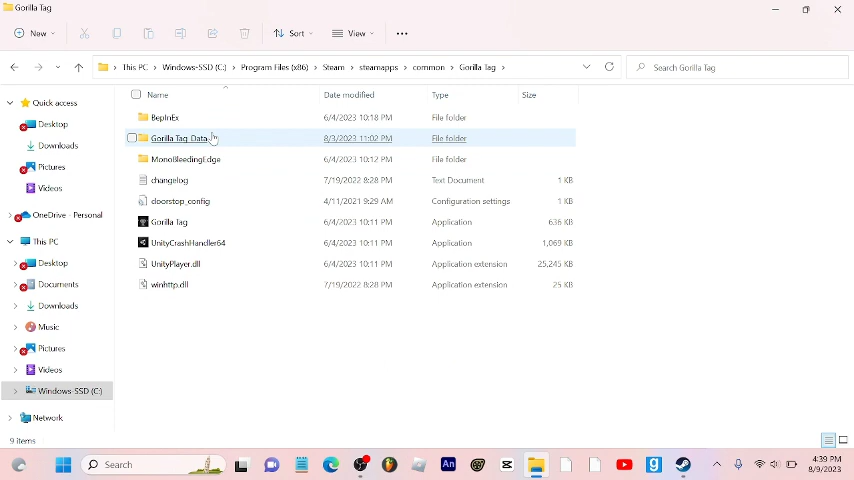 Gorilla Tag
New
Sort
View
This PC > Windows-SSD (C:) > Program Files (x86) > Steam > steamapps > common > Gorilla Tag >
Search Gorilla Tag
Name Date modified Type Size
Quick access
Desktop
Downloads
Pictures
Videos
OneDrive - Personal
This PC
Desktop
Documents
Downloads
Music
Pictures
Videos
Windows-SSD (C:)
Network
BepInEx 6/4/2023 10:18 PM File folder
Gorilla Tag_Data 8/3/2023 11:02 PM File folder
MonoBleedingEdge 6/4/2023 10:12 PM File folder
changelog 7/19/2022 8:28 PM Text Document 1 KB
doorstop_config 4/11/2021 9:29 AM Configuration settings 1 KB
Gorilla Tag 6/4/2023 10:11 PM Application 636 KB
UnityCrashHandler64 6/4/2023 10:11 PM Application 1,069 KB
UnityPlayer.dll 6/4/2023 10:11 PM Application extension 25,245 KB
winhttp.dll 7/19/2022 8:28 PM Application extension 25 KB
9 items
Search
An
4:39 PM
8/9/2023